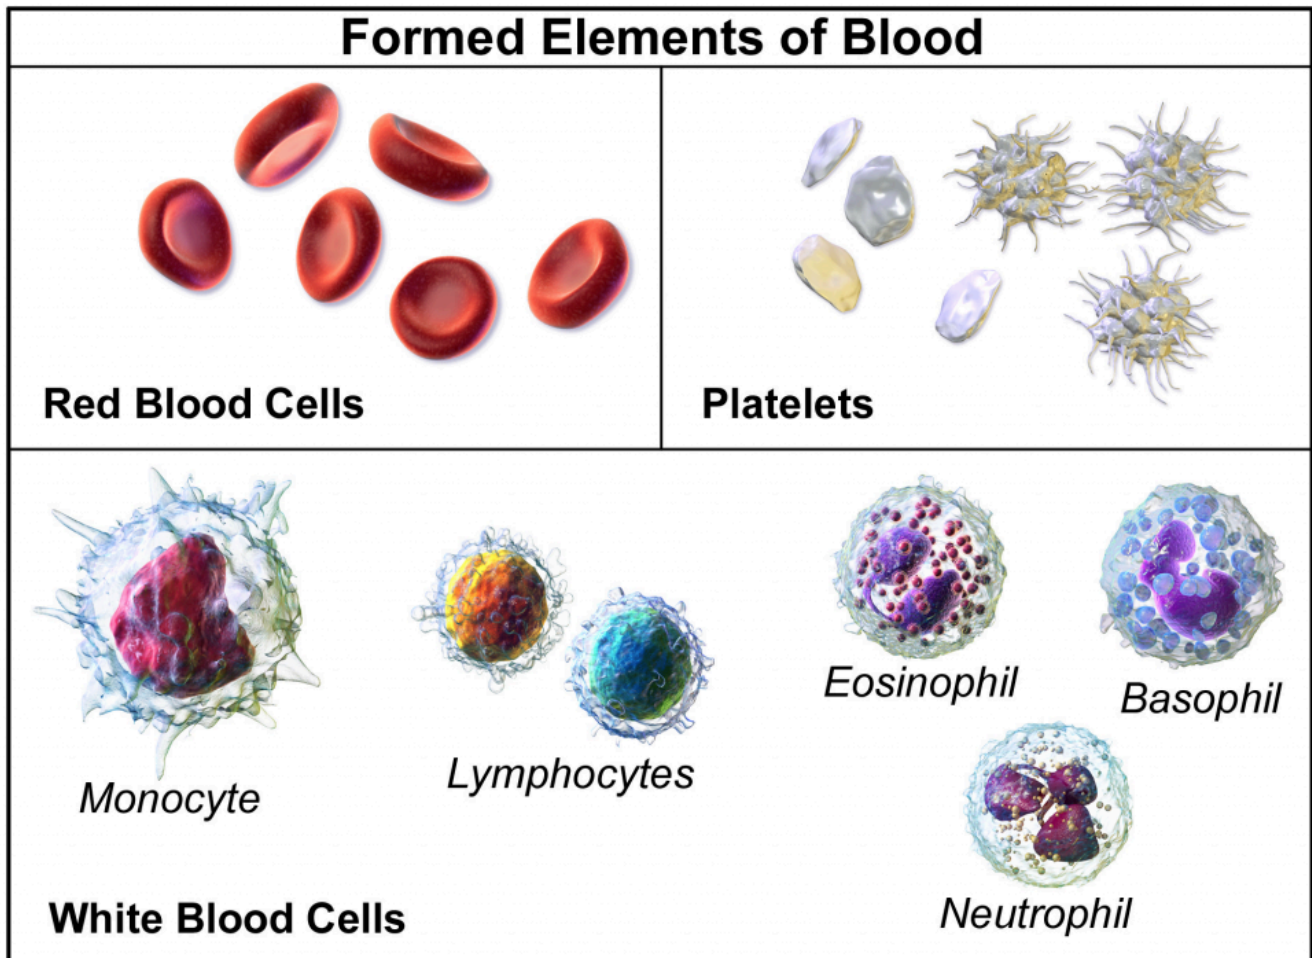 Formed Elements of Blood
Red Blood Cells
Platelets
Monocyte
Lymphocytes
Eosinophil
Basophil
Neutrophil
White Blood Cells